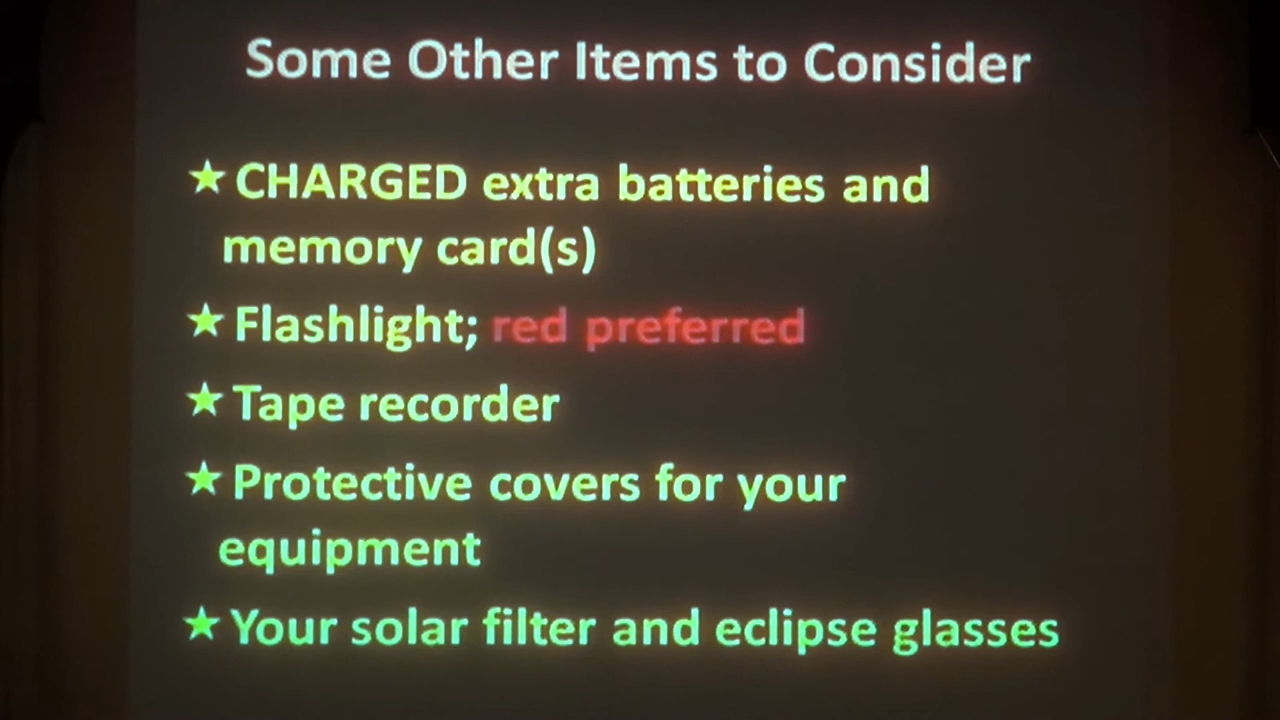 Some Other Items to Consider
★ CHARGED extra batteries and
memory card(s)
★ Flashlight; red preferred
★ Tape recorder
★ Protective covers for your
equipment
★ Your solar filter and eclipse glasses